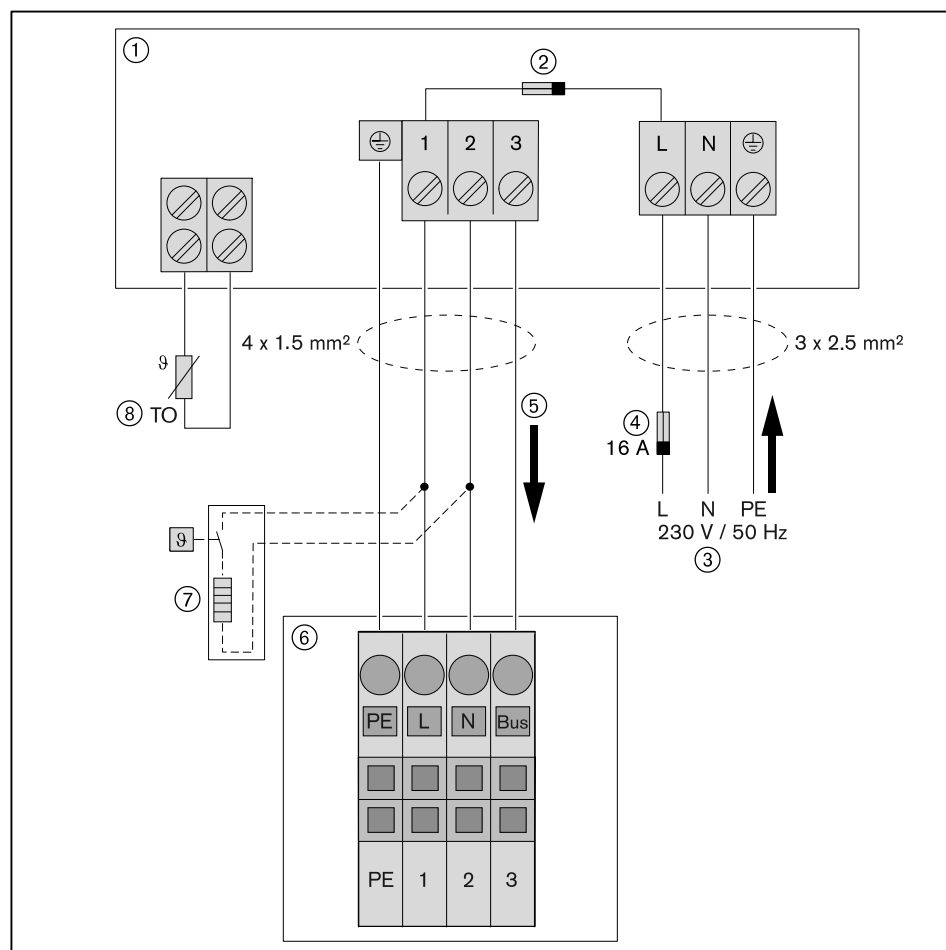 ①
②
1 2 3
L N
4 x 1.5 mm²
3 x 2.5 mm²
ϑ
⑧ TO
⑤
④
16 A
L N PE
230 V / 50 Hz
③
ϑ
⑦
⑥
PE L N Bus
PE 1 2 3